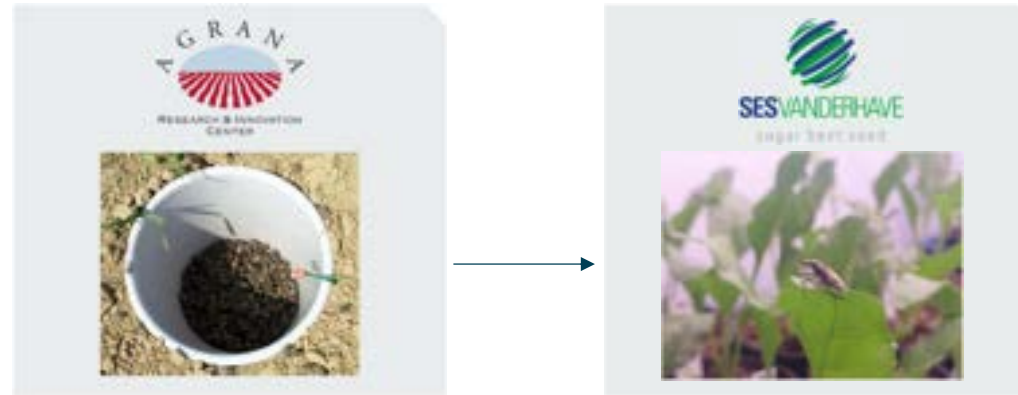 AGRANA
RESEARCH & INNOVATION
CENTER
SESVANDERHAVE
sugar beet seed